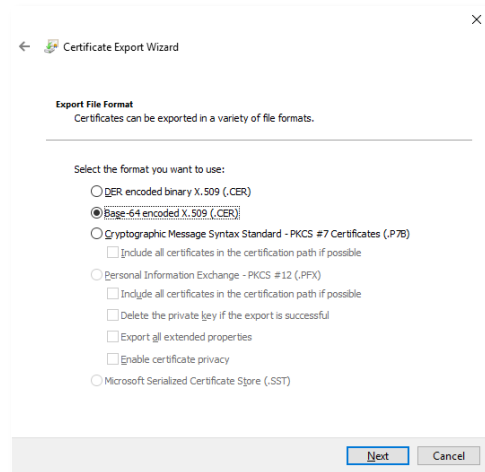 Certificate Export Wizard
Export File Format
Certificates can be exported in a variety of file formats.
Select the format you want to use:
DER encoded binary X.509 (.CER)
Base-64 encoded X.509 (.CER)
Cryptographic Message Syntax Standard - PKCS #7 Certificates (.P7B)
Include all certificates in the certification path if possible
Personal Information Exchange - PKCS #12 (.PFX)
Include all certificates in the certification path if possible
Delete the private key if the export is successful
Export all extended properties
Enable certificate privacy
Microsoft Serialized Certificate Store (.SST)
Next Cancel